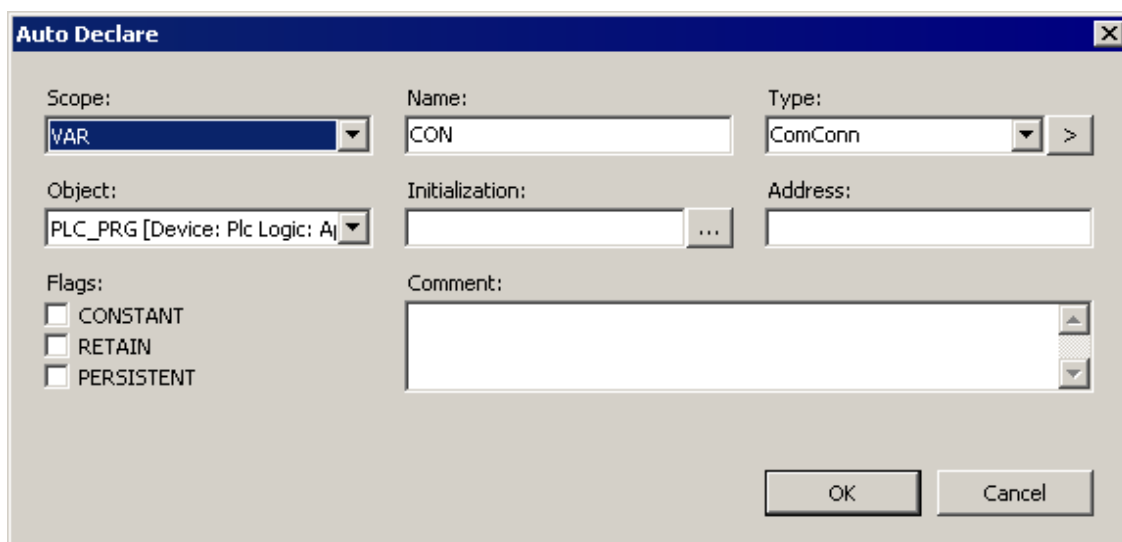 Auto Declare
Scope: Name: Type:
VAR CON ComConn >
Object: Initialization: Address:
PLC_PRG [Device: Plc Logic: A ...
Flags: Comment:
CONSTANT
RETAIN
PERSISTENT
OK Cancel